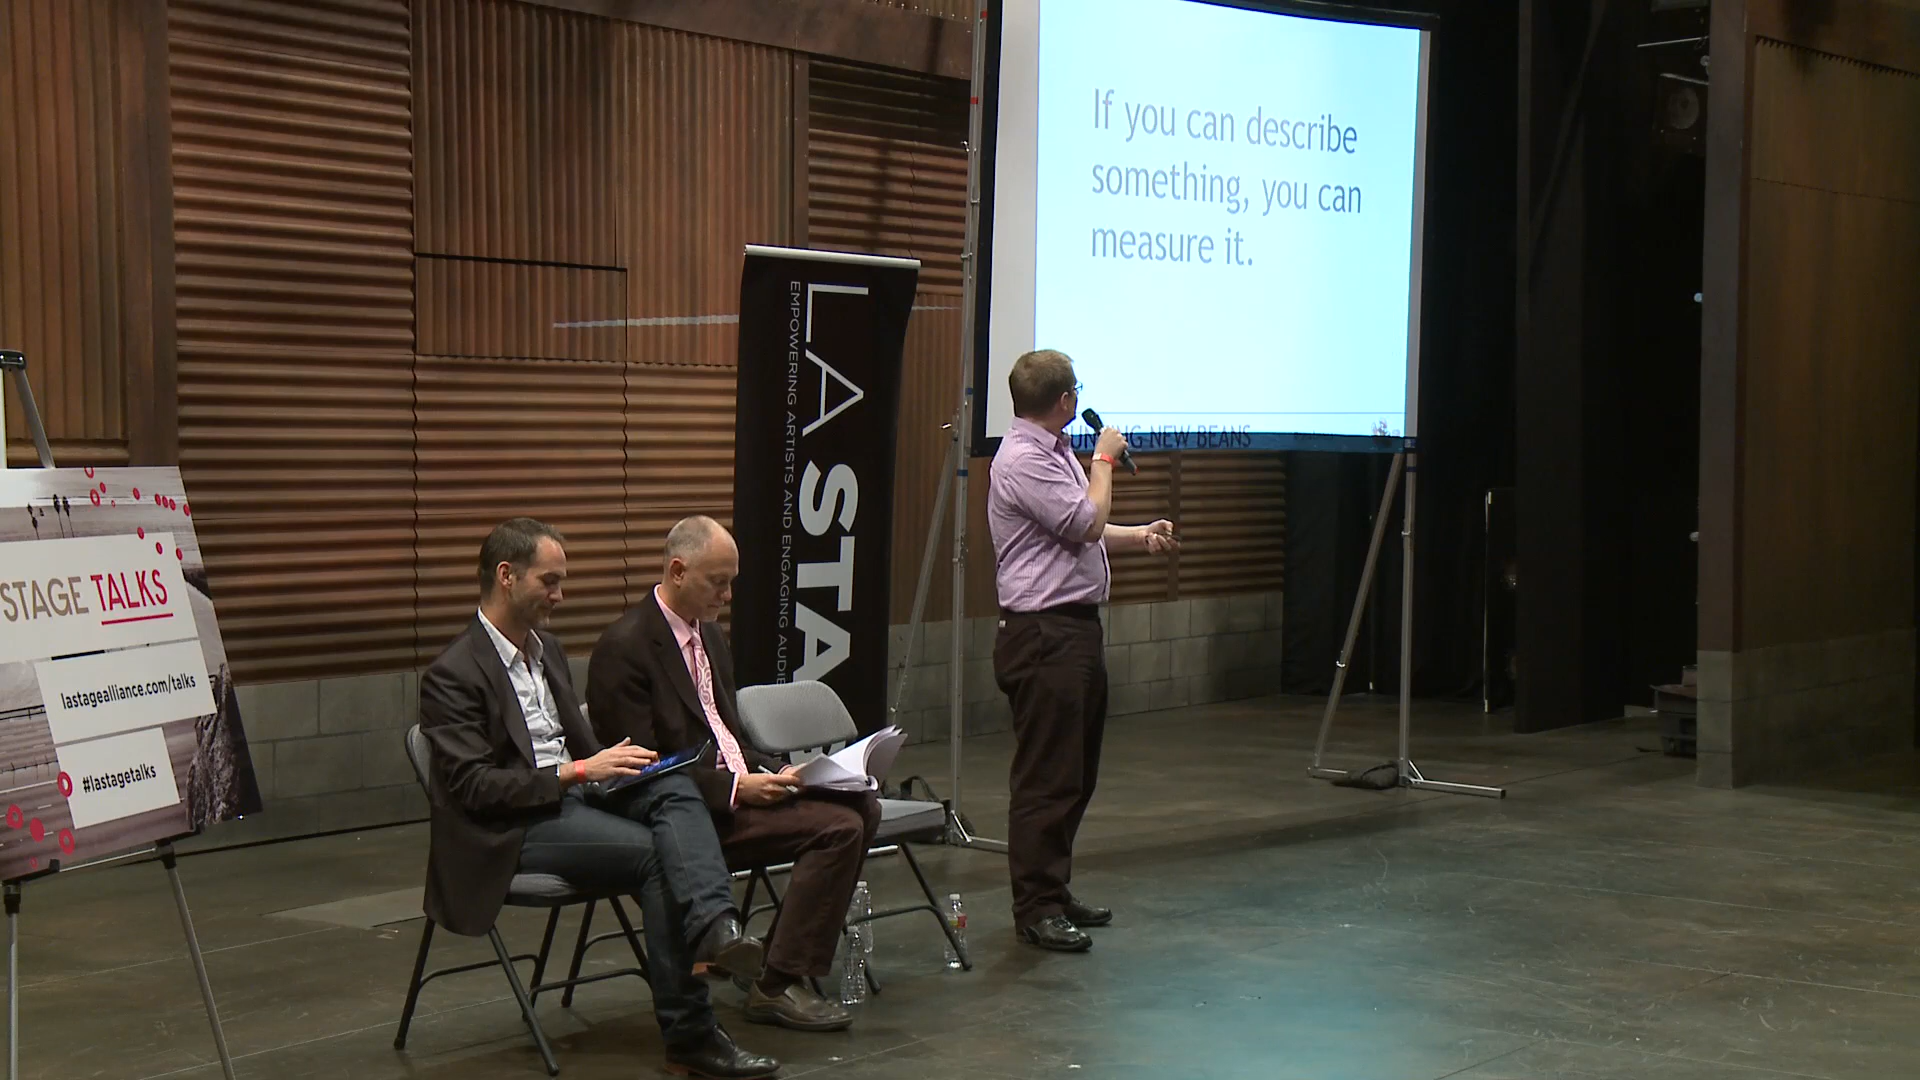 If you can describe
something, you can
measure it.
NEW BEANS
LA STA
EMPOWERING ARTISTS AND ENGAGING
STAGE TALKS
lastagealliance.com/talks
#lastagetalks